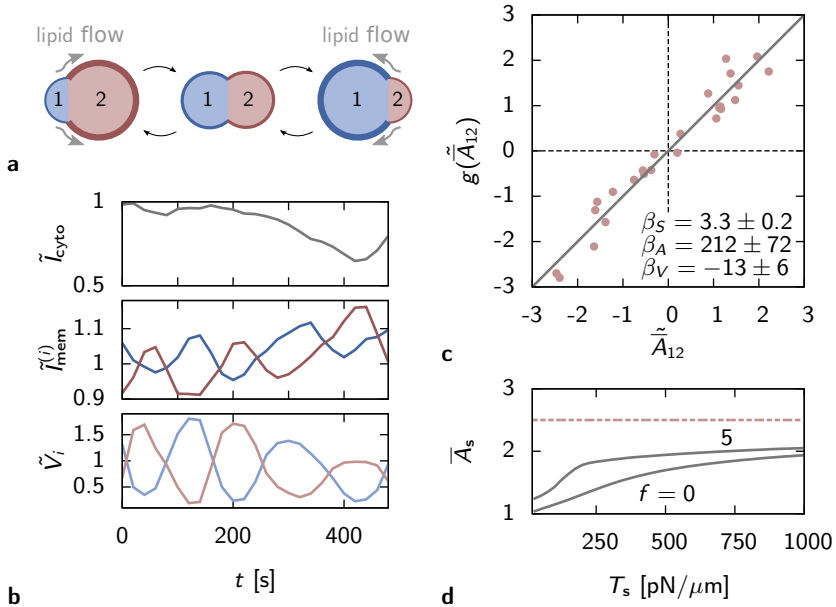 lipid flow
lipid flow
1 2
1 2
1 2
a
1
0.5
Ĩcyto
1.1
1
0.9
Ĩ(i)mem
1.5
1
0.5
Ṽi
0 200 400
t [s]
b
3
2
1
0
-1
-2
-3
g(Ã̅12)
βS = 3.3 ± 0.2
βA = 212 ± 72
βV = −13 ± 6
-3 -2 -1 0 1 2 3
Ã̅12
c
3
2
1
A̅s
5
f = 0
250 500 750 1000
Ts [pN/μm]
d